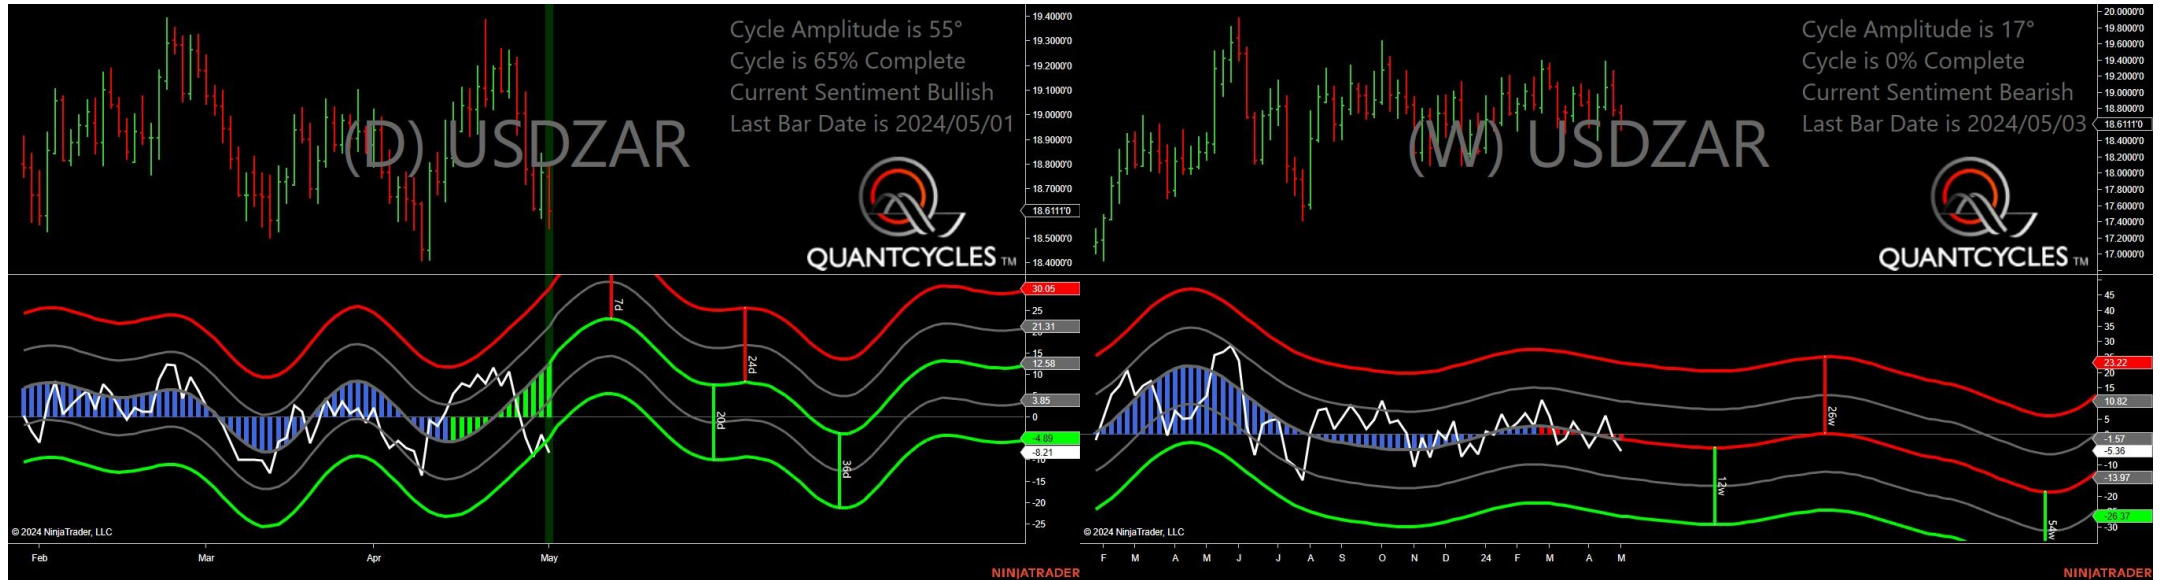 Cycle Amplitude is 55°
Cycle is 65% Complete
Current Sentiment Bullish
Last Bar Date is 2024/05/01
(D) USDZAR
QUANTCYCLES TM
19.4000'0
19.3000'0
19.2000'0
19.1000'0
19.0000'0
18.9000'0
18.8000'0
18.7000'0
18.6111'0
18.5000'0
18.4000'0
7d
24d
20d
36d
30.05
25
21.31
15
12.58
10
3.85
0
-4.89
-8.21
-15
-20
-25
© 2024 NinjaTrader, LLC
Feb Mar Apr May
NINJATRADER
Cycle Amplitude is 17°
Cycle is 0% Complete
Current Sentiment Bearish
Last Bar Date is 2024/05/03
(W) USDZAR
QUANTCYCLES TM
20.0000'0
19.8000'0
19.6000'0
19.4000'0
19.2000'0
19.0000'0
18.8000'0
18.6111'0
18.4000'0
18.2000'0
18.0000'0
17.8000'0
17.6000'0
17.4000'0
17.2000'0
17.0000'0
26w
12w
54w
45
40
35
30
23.22
20
15
10.82
5
-1.57
-5.36
-10
-13.97
-20
-26.37
-30
© 2024 NinjaTrader, LLC
F M A M J J A S O N D 24 F M A M
NINJATRADER